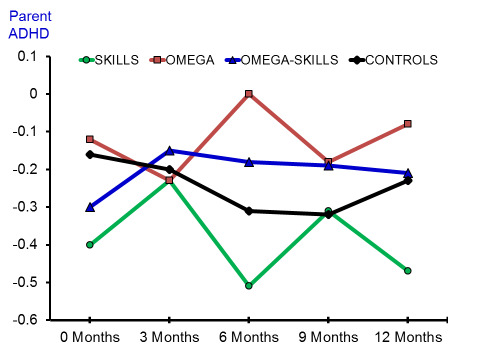 Parent
ADHD
0.1
SKILLS OMEGA OMEGA-SKILLS CONTROLS
0
-0.1
-0.2
-0.3
-0.4
-0.5
-0.6
0 Months 3 Months 6 Months 9 Months 12 Months